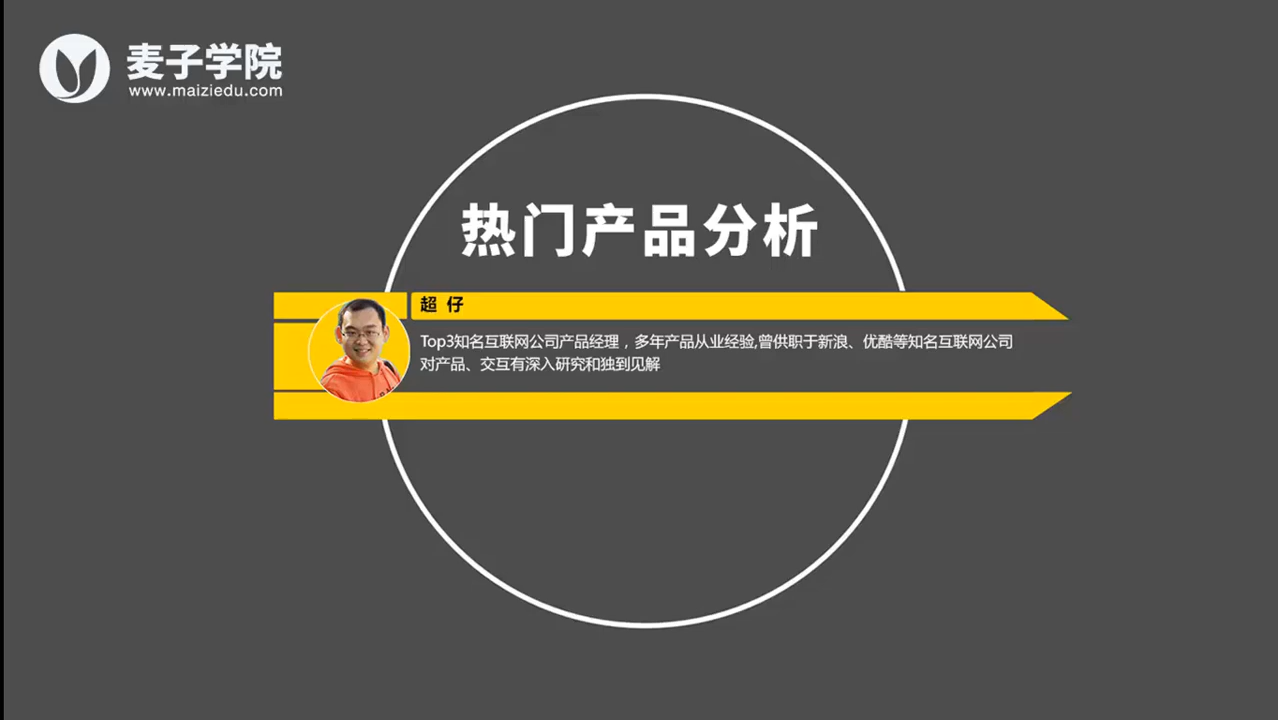 麦子学院
www.maiziedu.com
热门产品分析
超 仔
Top3知名互联网公司产品经理，多年产品从业经验,曾供职于新浪、优酷等知名互联网公司
对产品、交互有深入研究和独到见解